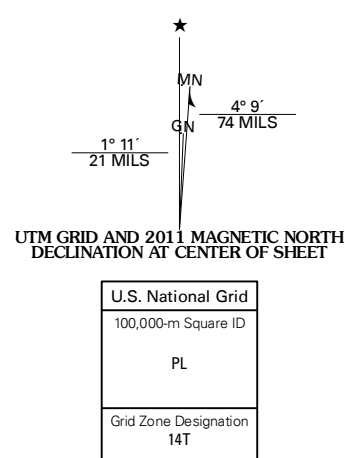 ★
MN
GN
4° 9´
74 MILS
1° 11´
21 MILS
UTM GRID AND 2011 MAGNETIC NORTH
DECLINATION AT CENTER OF SHEET
U.S. National Grid
100,000-m Square ID
PL
Grid Zone Designation
14T